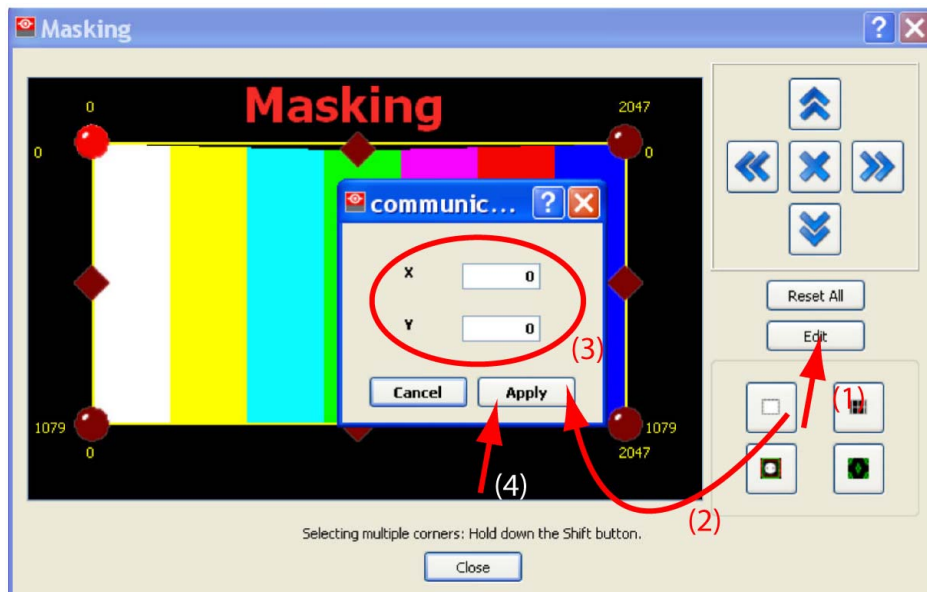 Masking
Masking
0
2047
0
0
communic...
X
0
Y
0
(3)
Cancel
Apply
(4)
1079
0
1079
2047
Reset All
Edit
(1)
(2)
Selecting multiple corners: Hold down the Shift button.
Close